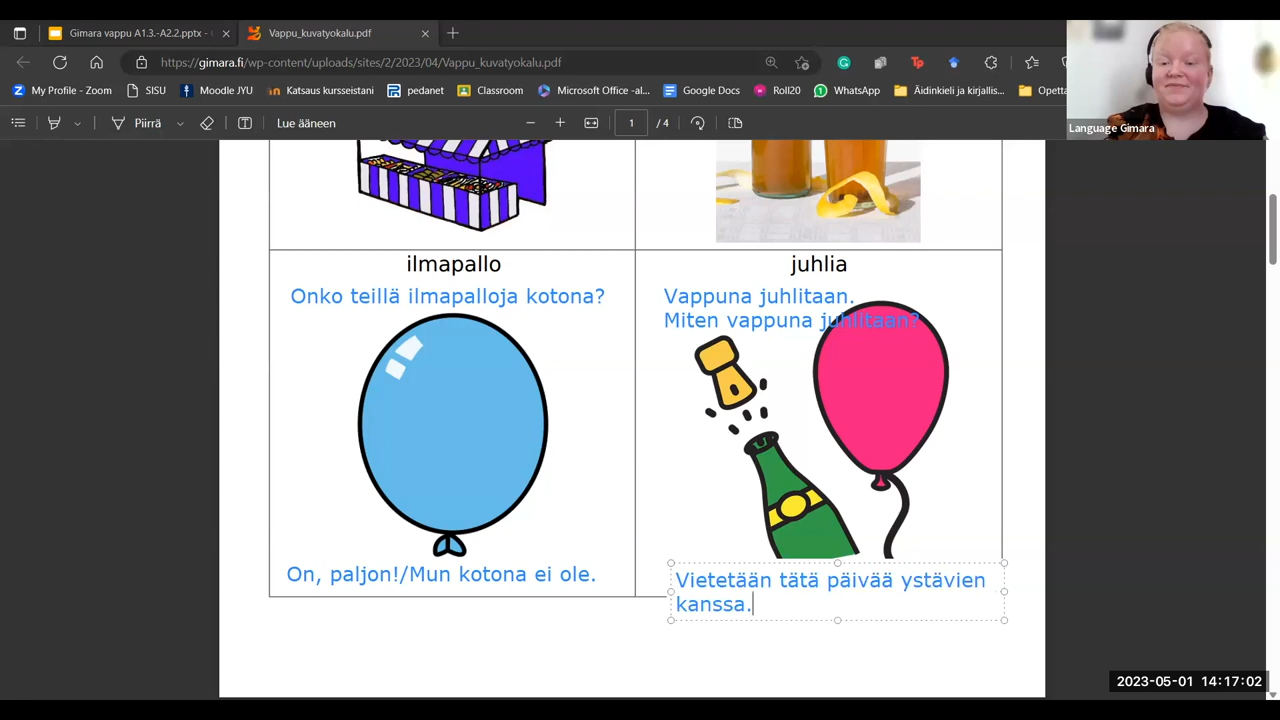 Gimara vappu A1.3.-A2.2.pptx -
Vappu_kuvatyokalu.pdf
https://gimara.fi/wp-content/uploads/sites/2/2023/04/Vappu_kuvatyokalu.pdf
My Profile - Zoom
SISU
Moodle JYU
Katsaus kursseistani
pedanet
Classroom
Microsoft Office -al...
Google Docs
Roll20
WhatsApp
Äidinkieli ja kirjallis...
Opetta
Language Gimara
Piirrä
Lue ääneen
1 / 4
ilmapallo
Onko teillä ilmapalloja kotona?
On, paljon!/Mun kotona ei ole.
juhlia
Vappuna juhlitaan.
Miten vappuna juhlitaan?
Vietetään tätä päivää ystävien
kanssa.
2023-05-01 14:17:02